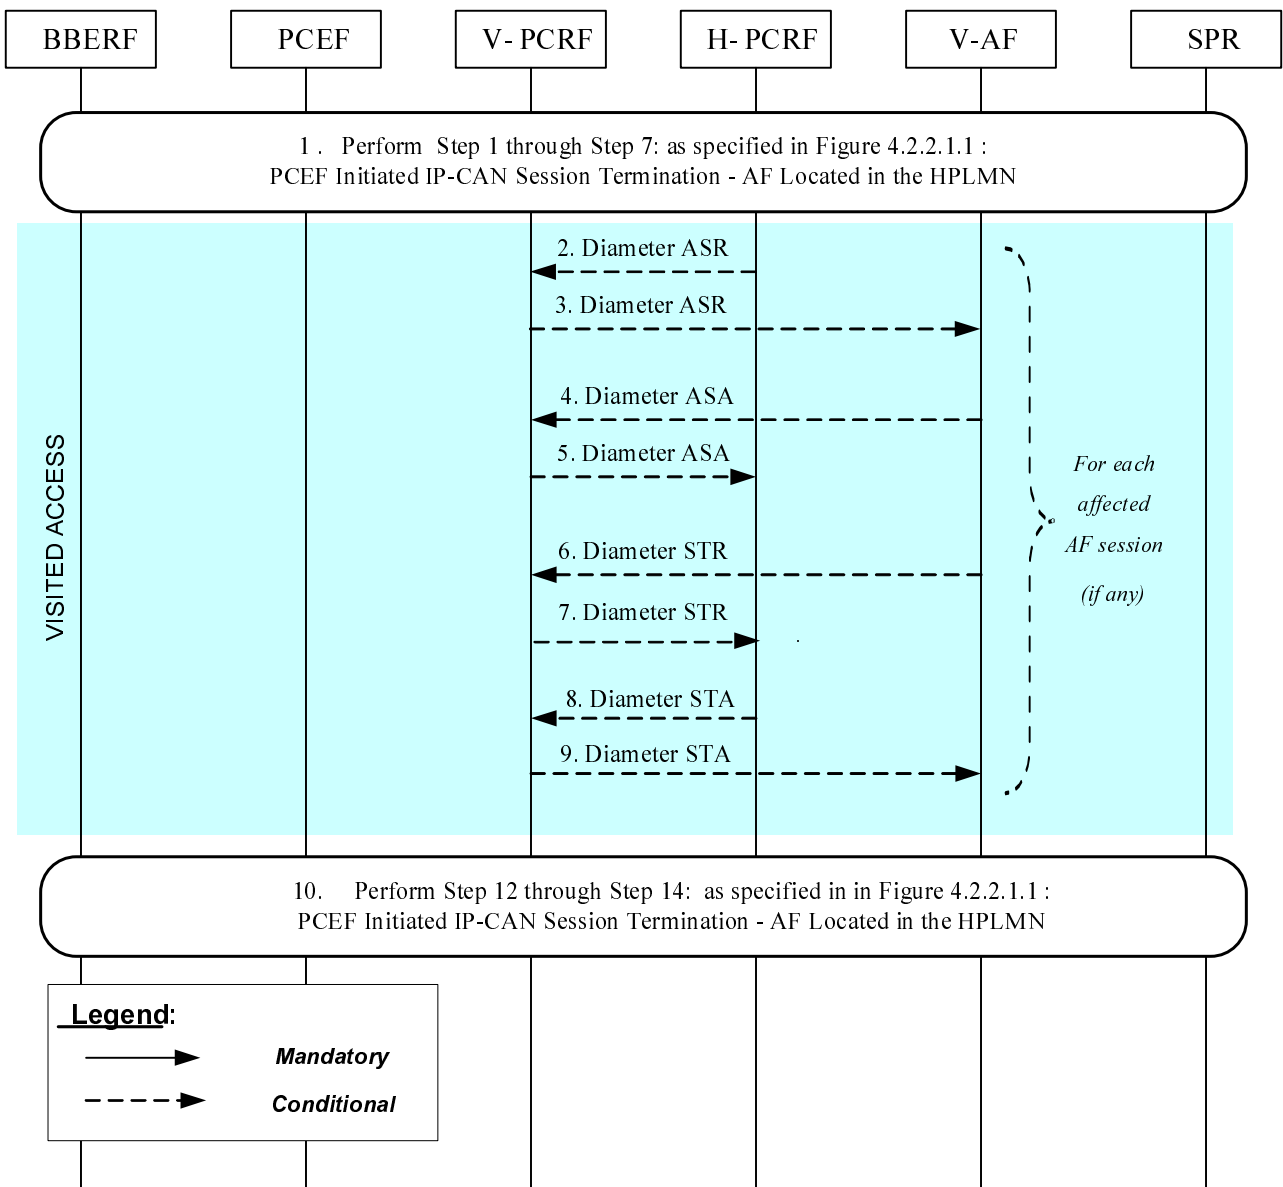 BBERF
PCEF
V- PCRF
H- PCRF
V-AF
SPR
1 . Perform Step 1 through Step 7: as specified in Figure 4.2.2.1.1 :
PCEF Initiated IP-CAN Session Termination - AF Located in the HPLMN
VISITED ACCESS
2. Diameter ASR
3. Diameter ASR
4. Diameter ASA
5. Diameter ASA
6. Diameter STR
7. Diameter STR
8. Diameter STA
9. Diameter STA
For each
affected
AF session
(if any)
10. Perform Step 12 through Step 14: as specified in in Figure 4.2.2.1.1 :
PCEF Initiated IP-CAN Session Termination - AF Located in the HPLMN
Legend:
Mandatory
Conditional